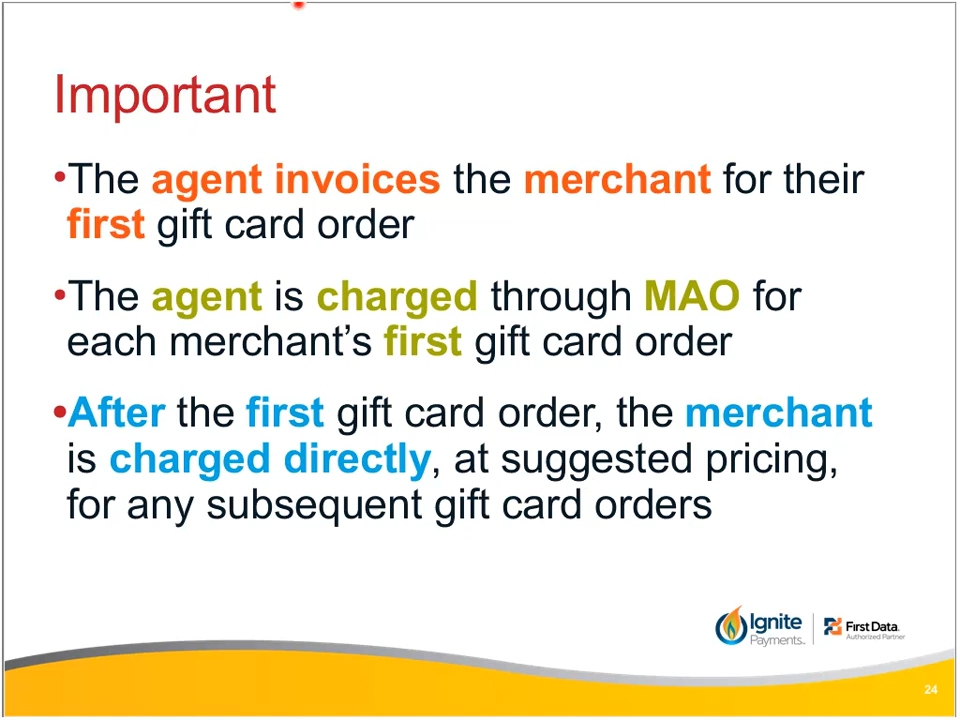 Important
•The agent invoices the merchant for their
first gift card order
•The agent is charged through MAO for
each merchant’s first gift card order
•After the first gift card order, the merchant
is charged directly, at suggested pricing,
for any subsequent gift card orders
Ignite
Payments.
First Data.
Authorized Partner
24